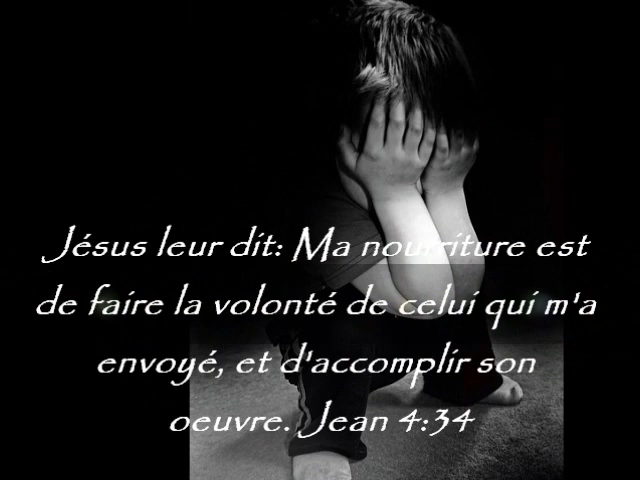 Jésus leur dit: Ma nourriture est
de faire la volonté de celui qui m'a
envoyé, et d'accomplir son
oeuvre. Jean 4:34